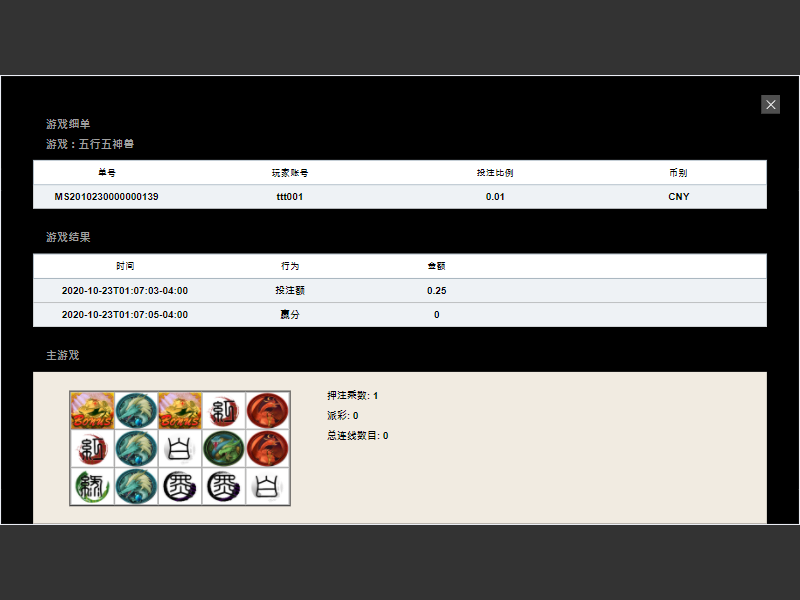 游戏细单
游戏：五行五神兽
单号 玩家账号 投注比例 币别
MS2010230000000139 ttt001 0.01 CNY
游戏结果
时间 行为 金额
2020-10-23T01:07:03-04:00 投注额 0.25
2020-10-23T01:07:05-04:00 赢分 0
主游戏
押注乘数: 1
派彩: 0
总连线数目: 0
BONUS BONUS